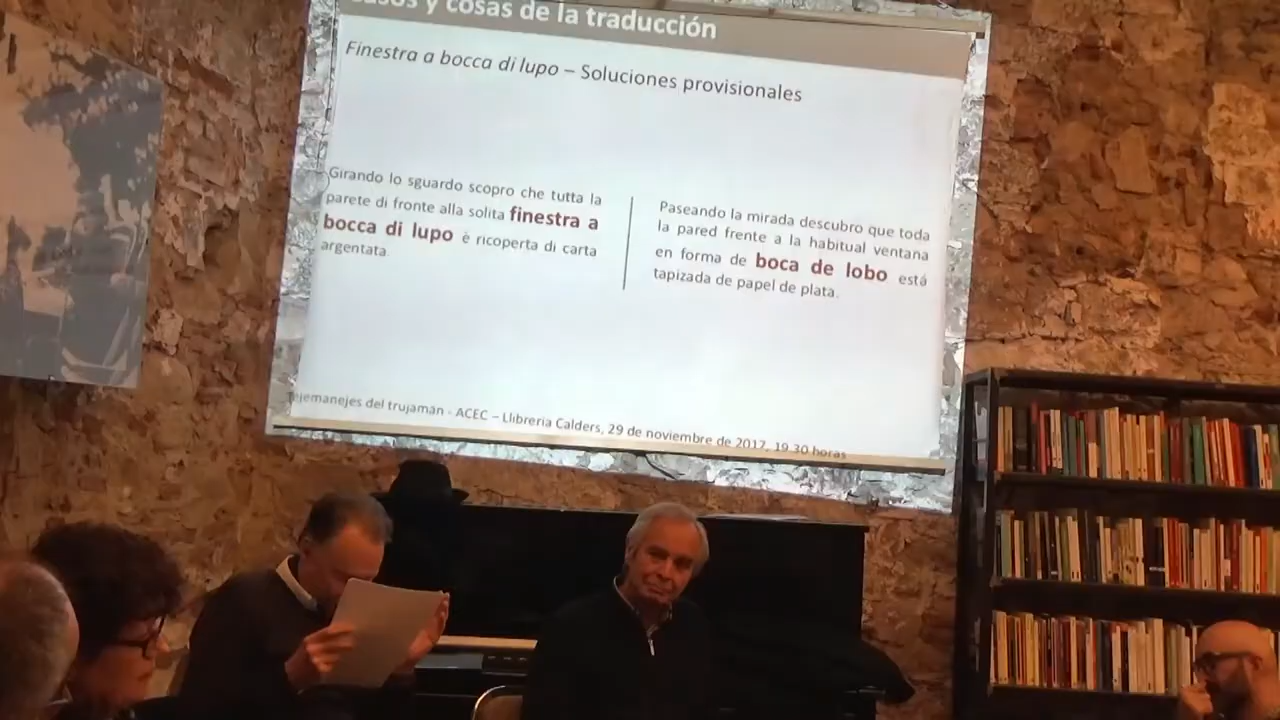 casos y cosas de la traducción
Finestra a bocca di lupo – Soluciones provisionales
Girando lo sguardo scopro che tutta la
parete di fronte alla solita finestra a
bocca di lupo è ricoperta di carta
argentata.
Paseando la mirada descubro que toda
la pared frente a la habitual ventana
en forma de boca de lobo está
tapizada de papel de plata.
Tejemanejes del trujamán - ACEC – Llibreria Calders, 29 de noviembre de 2017, 19.30 horas